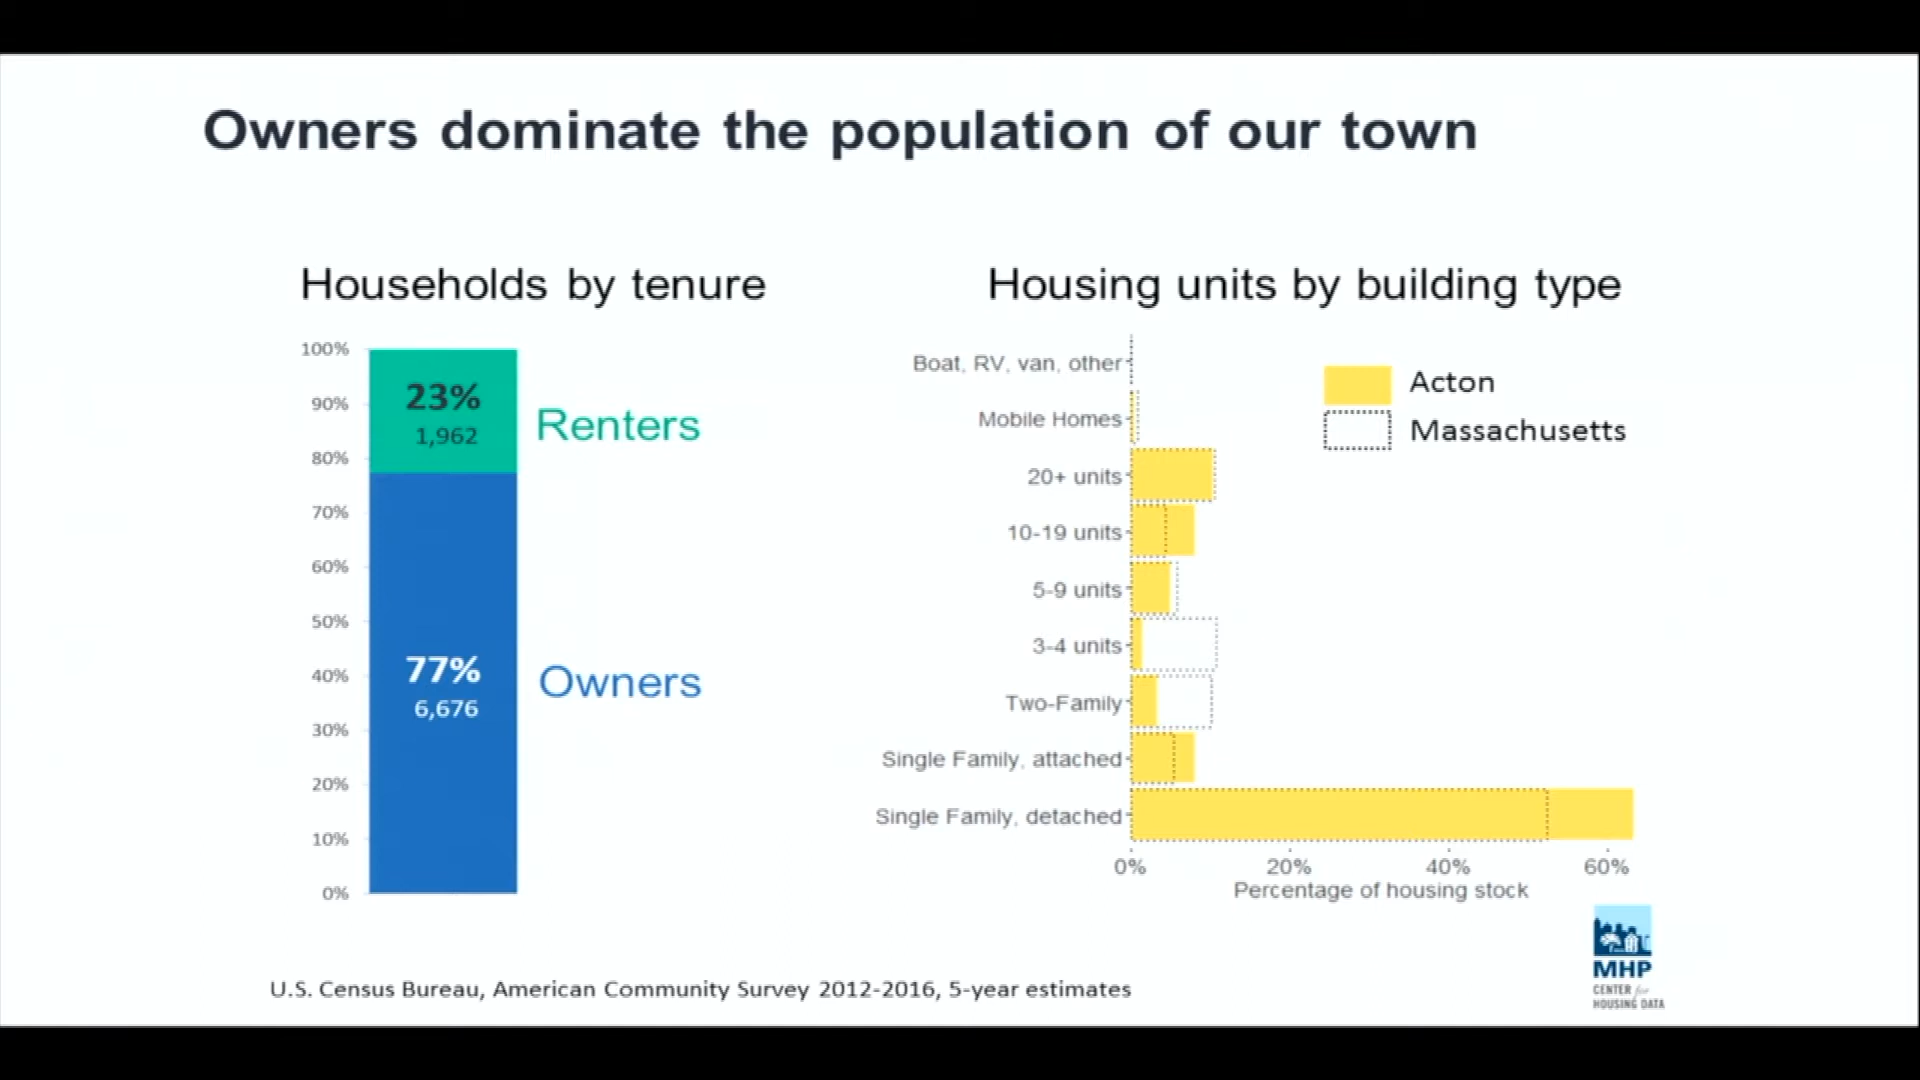 Owners dominate the population of our town
Households by tenure
100%
90%
80%
70%
60%
50%
40%
30%
20%
10%
0%
23%
1,962
Renters
77%
6,676
Owners
Housing units by building type
Boat, RV, van, other
Mobile Homes
20+ units
10-19 units
5-9 units
3-4 units
Two-Family
Single Family, attached
Single Family, detached
0% 20% 40% 60%
Percentage of housing stock
Acton
Massachusetts
U.S. Census Bureau, American Community Survey 2012-2016, 5-year estimates
MHP
CENTER for
HOUSING DATA